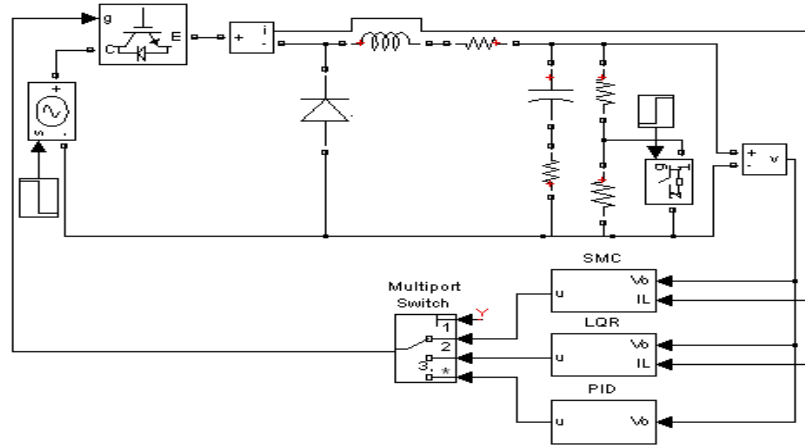 g
C
E
+
-
i
+
-
s
g
+
-
v
SMC
u
Vo
IL
Multiport
Switch
Y
1
2
3,
*
LQR
u
Vo
IL
PID
u
Vo